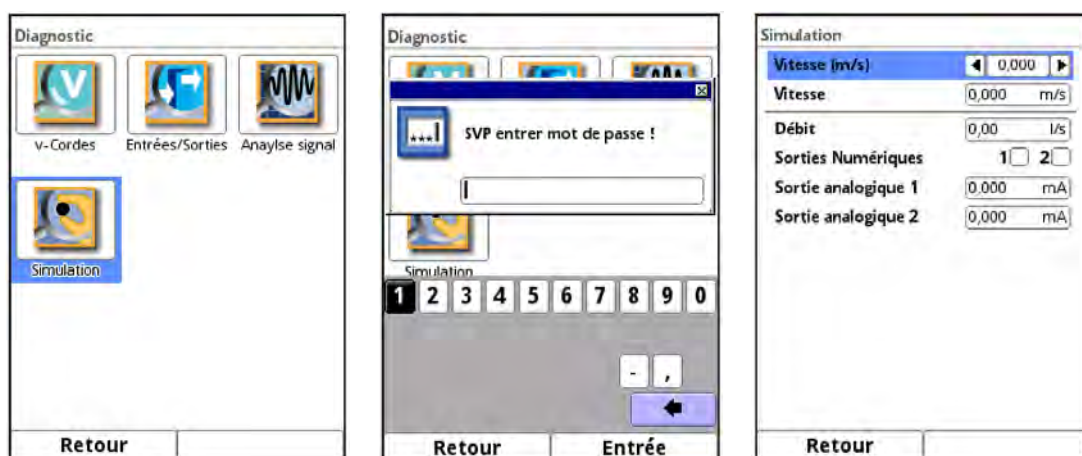 Diagnostic
v-Cordes Entrées/Sorties Anaylse signal
Simulation
Retour
Diagnostic
...I SVP entrer mot de passe !
Simulation
1 2 3 4 5 6 7 8 9 0
- ,
Retour Entrée
Simulation
Vitesse (m/s) 0,000
Vitesse 0,000 m/s
Débit 0,00 l/s
Sorties Numériques 1 2
Sortie analogique 1 0,000 mA
Sortie analogique 2 0,000 mA
Retour